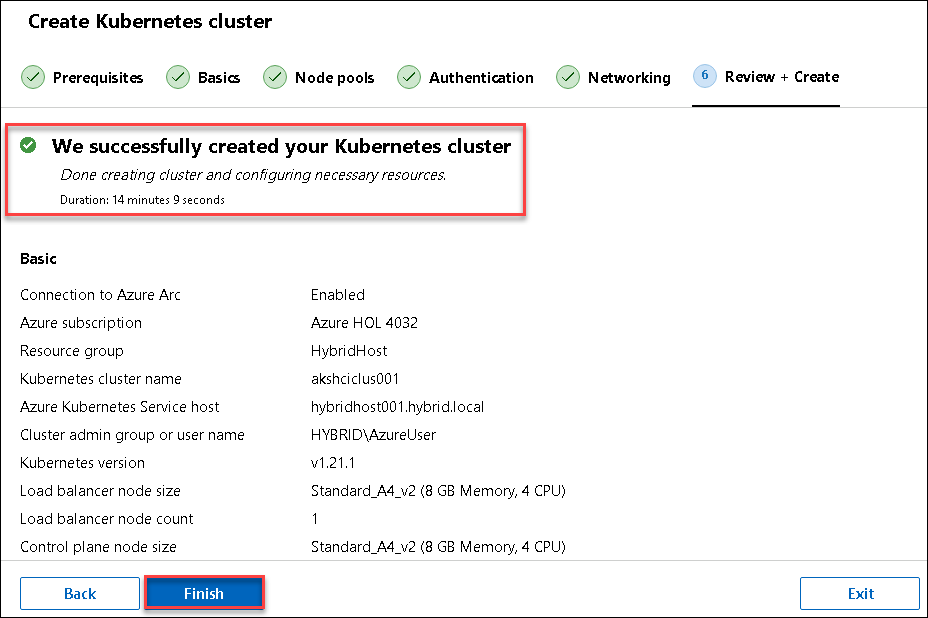 Create Kubernetes cluster
Prerequisites Basics Node pools Authentication Networking 6 Review + Create
We successfully created your Kubernetes cluster
Done creating cluster and configuring necessary resources.
Duration: 14 minutes 9 seconds
Basic
Connection to Azure Arc Enabled
Azure subscription Azure HOL 4032
Resource group HybridHost
Kubernetes cluster name akshciclus001
Azure Kubernetes Service host hybridhost001.hybrid.local
Cluster admin group or user name HYBRID\AzureUser
Kubernetes version v1.21.1
Load balancer node size Standard_A4_v2 (8 GB Memory, 4 CPU)
Load balancer node count 1
Control plane node size Standard_A4_v2 (8 GB Memory, 4 CPU)
Back Finish Exit